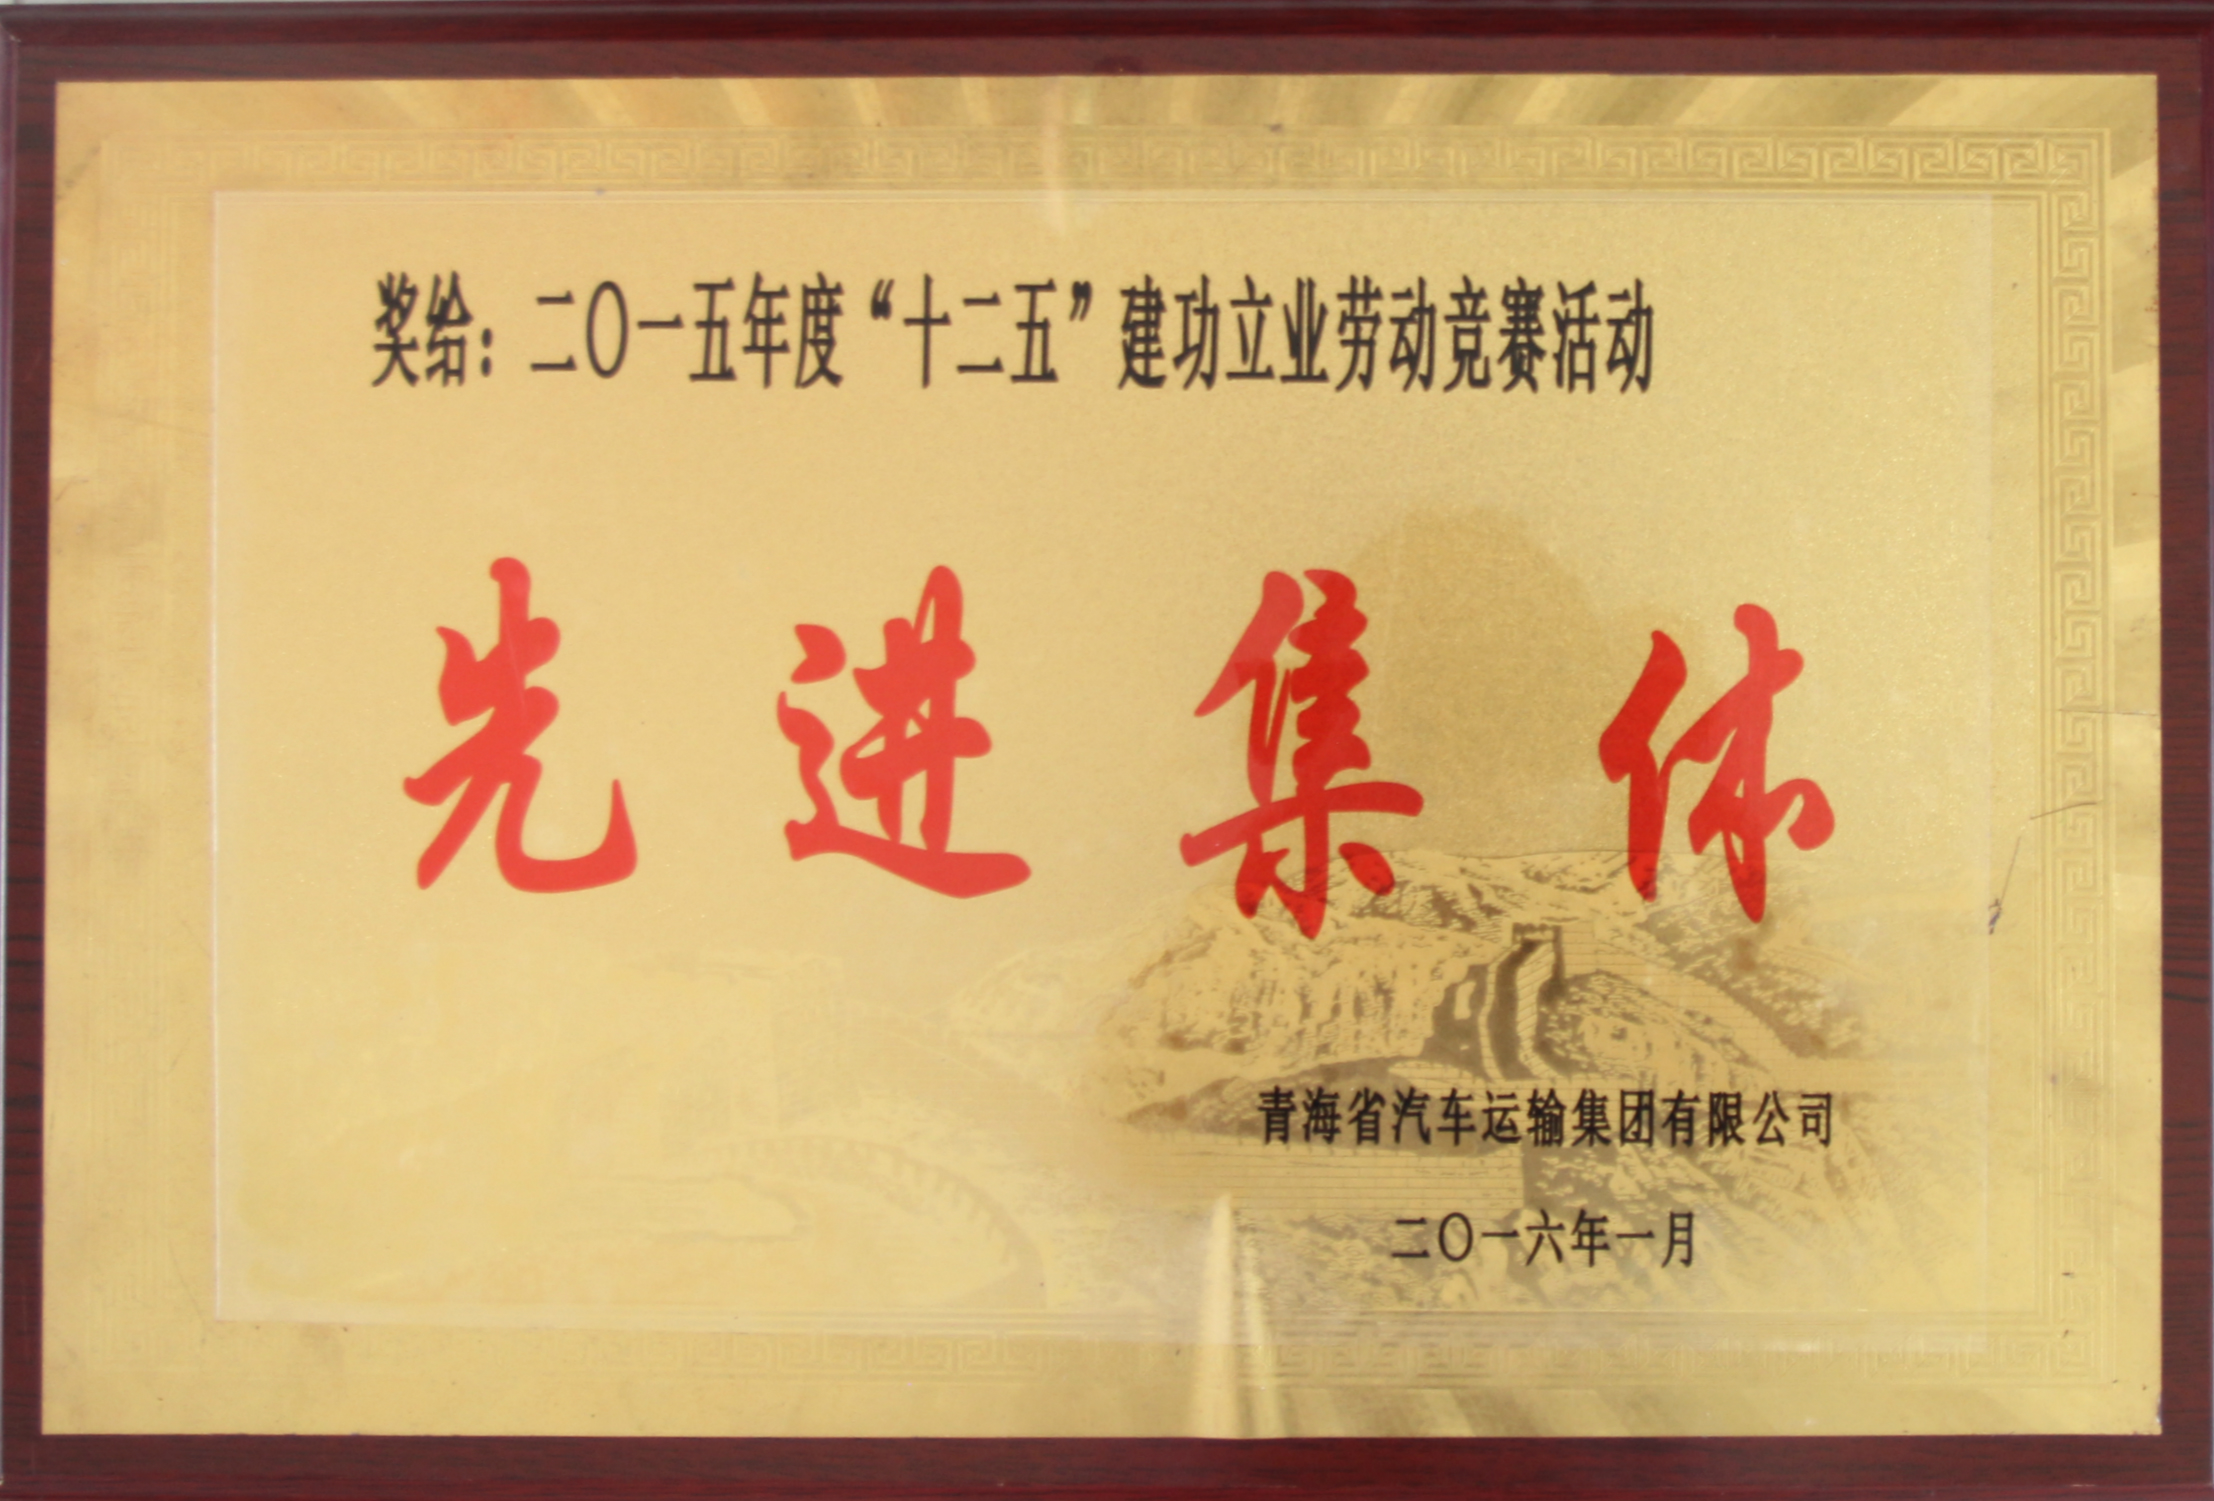 奖给：二〇一五年度“十二五”建功立业劳动竞赛活动
先进集体
青海省汽车运输集团有限公司
二〇一六年一月